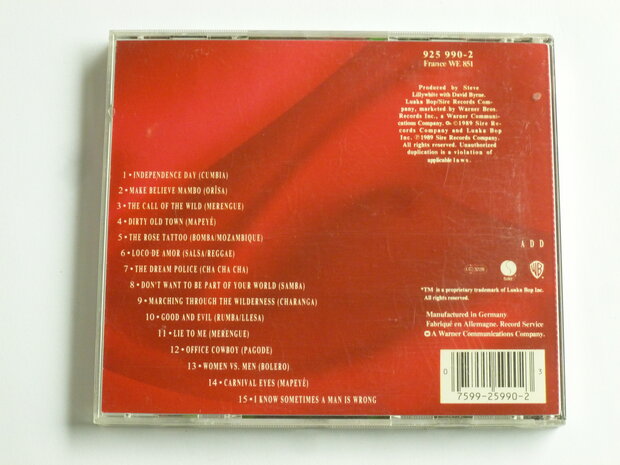 925 990-2
France WE 851
Produced by Steve
Lillywhite with David Byrne.
Luaka Bop/Sire Records Com-
pany, marketed by Warner Bros.
Records Inc., a Warner Communi-
cations Company. ©1989 Sire Re-
cords Company and Luaka Bop
Inc. ℗1989 Sire Records Company.
All rights reserved. Unauthorized
duplication is a violation of
applicable laws.
1 • INDEPENDENCE DAY (CUMBIA)
2 • MAKE BELIEVE MAMBO (ORÍSA)
3 • THE CALL OF THE WILD (MERENGUE)
4 • DIRTY OLD TOWN (MAPEYÉ)
5 • THE ROSE TATTOO (BOMBA/MOZAMBIQUE)
6 • LOCO DE AMOR (SALSA/REGGAE)
7 • THE DREAM POLICE (CHA CHA CHA)
8 • DON'T WANT TO BE PART OF YOUR WORLD (SAMBA)
9 • MARCHING THROUGH THE WILDERNESS (CHARANGA)
10 • GOOD AND EVIL (RUMBA/ILESA)
11 • LIE TO ME (MERENGUE)
12 • OFFICE COWBOY (PAGODE)
13 • WOMEN VS. MEN (BOLERO)
14 • CARNIVAL EYES (MAPEYÉ)
15 • I KNOW SOMETIMES A MAN IS WRONG
A D D
SIRE
*TM is a proprietary trademark of Luaka Bop Inc.
All rights reserved.
Manufactured in Germany
Fabriqué en Allemagne. Record Service
A Warner Communications Company.
0 3
7599-25990-2